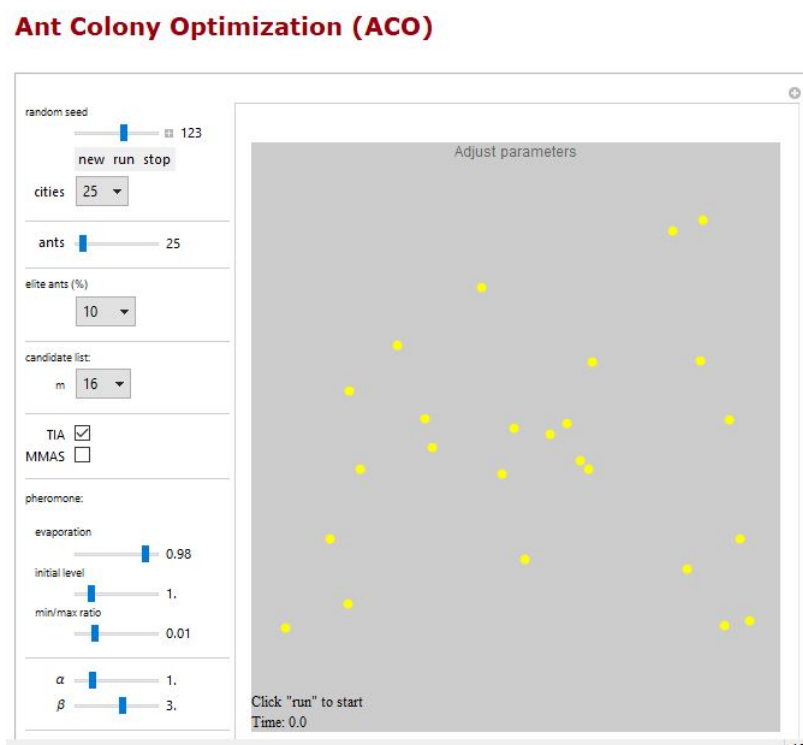 Ant Colony Optimization (ACO)
random seed
123
new run stop
cities 25
ants 25
elite ants (%)
10
candidate list:
m 16
TIA
MMAS
pheromone:
evaporation
0.98
initial level
1.
min/max ratio
0.01
α 1.
β 3.
Adjust parameters
Click "run" to start
Time: 0.0